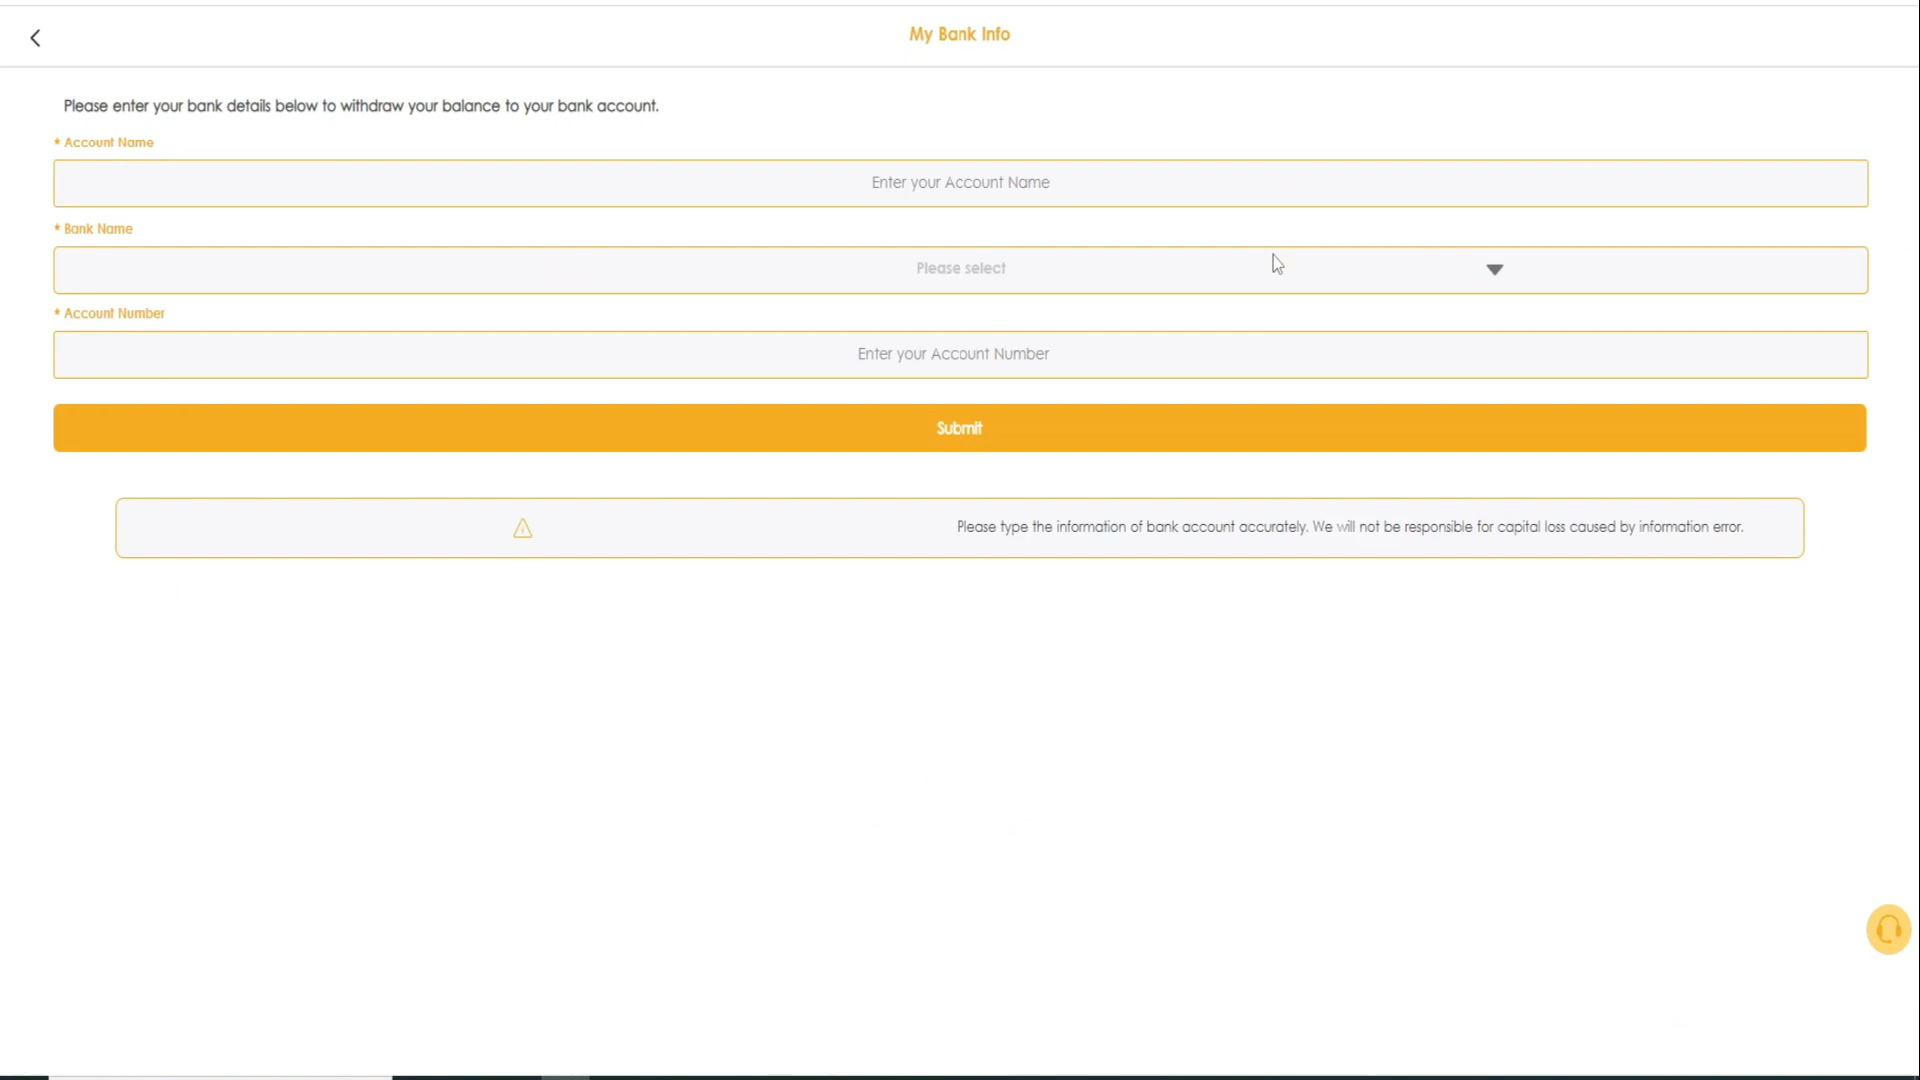 My Bank Info
Please enter your bank details below to withdraw your balance to your bank account.
* Account Name
Enter your Account Name
* Bank Name
Please select
* Account Number
Enter your Account Number
Submit
Please type the information of bank account accurately. We will not be responsible for capital loss caused by information error.